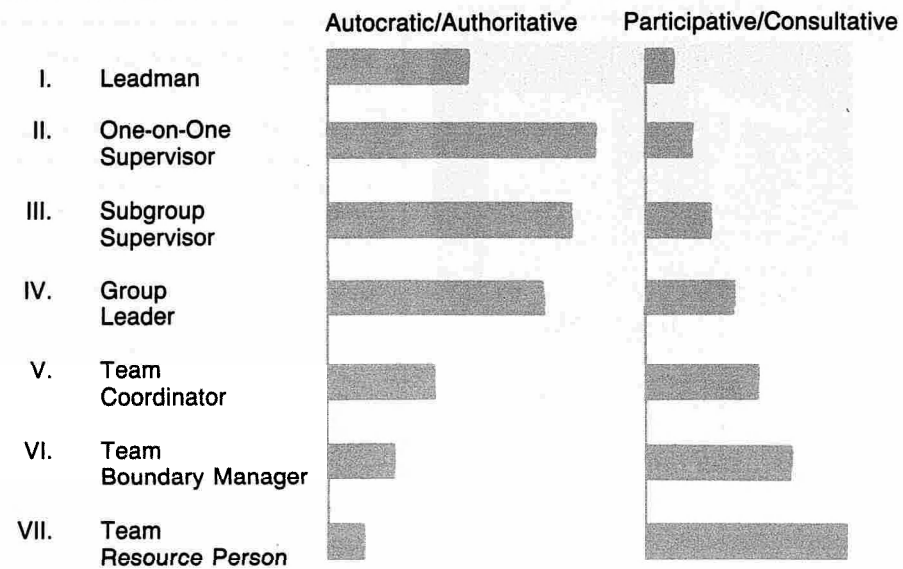 Autocratic/Authoritative Participative/Consultative
I. Leadman
II. One-on-One
Supervisor
III. Subgroup
Supervisor
IV. Group
Leader
V. Team
Coordinator
VI. Team
Boundary Manager
VII. Team
Resource Person